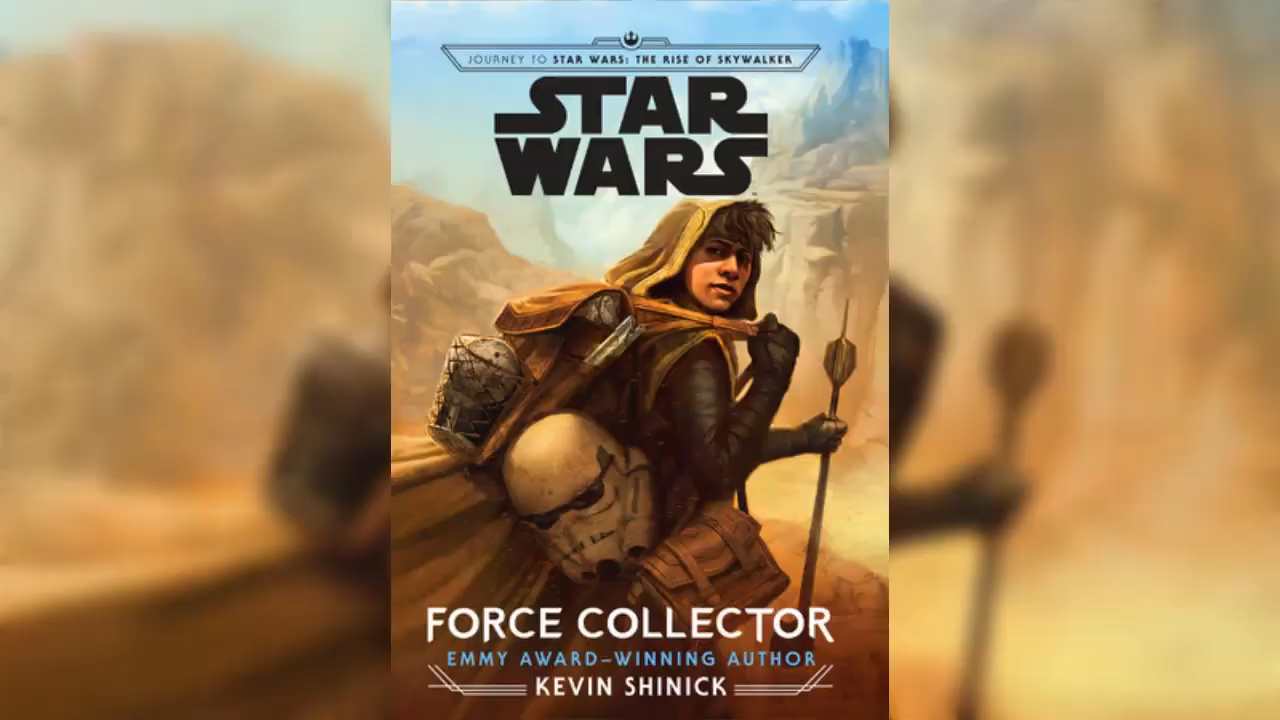 JOURNEY TO STAR WARS: THE RISE OF SKYWALKER
STAR
WARS
FORCE COLLECTOR
EMMY AWARD–WINNING AUTHOR
KEVIN SHINICK